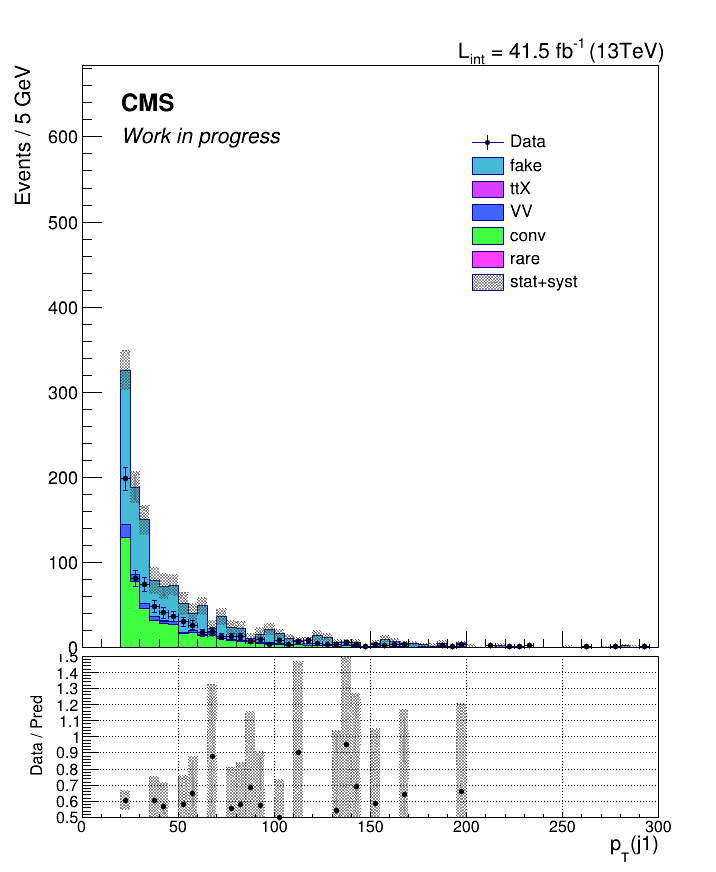 L_int = 41.5 fb^-1 (13TeV)
Events / 5 GeV
CMS
Work in progress
Data
fake
ttX
VV
conv
rare
stat+syst
600
500
400
300
200
100
0
Data / Pred
1.5
1.4
1.3
1.2
1.1
1
0.9
0.8
0.7
0.6
0.5
0 50 100 150 200 250 300
p_T(j1)